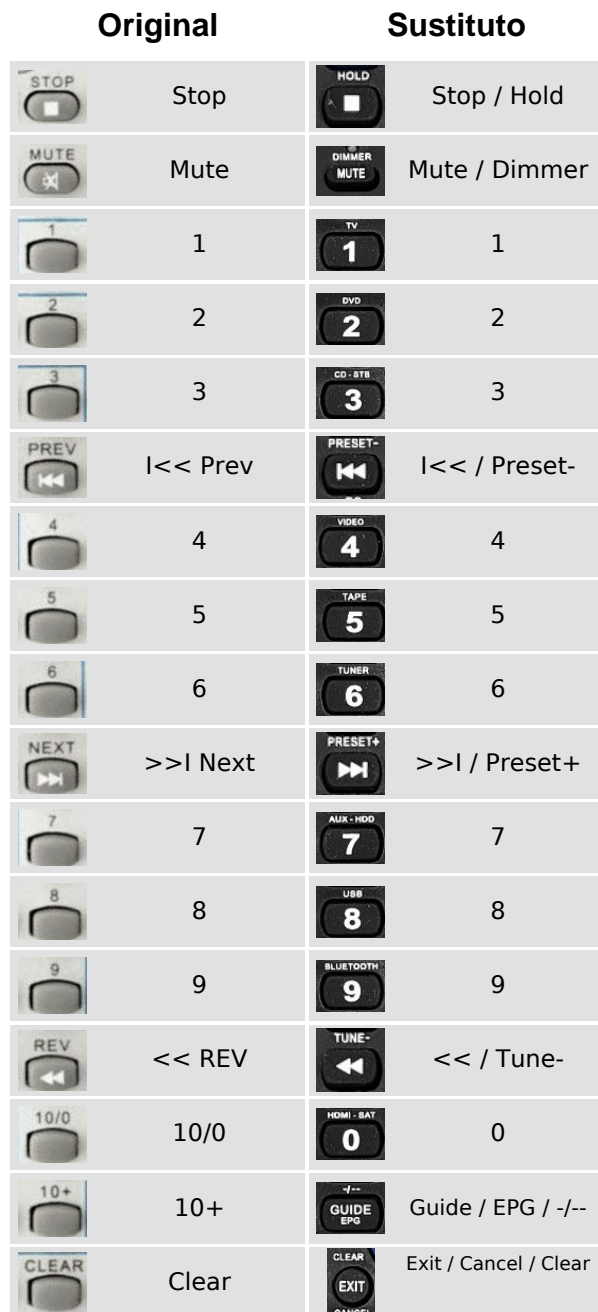 Original Sustituto
STOP Stop HOLD Stop / Hold
MUTE Mute DIMMER MUTE Mute / Dimmer
1 1 TV 1 1
2 2 DVD 2 2
3 3 CD - STB 3 3
PREV I<< Prev PRESET- I<< / Preset-
4 4 VIDEO 4 4
5 5 TAPE 5 5
6 6 TUNER 6 6
NEXT >>I Next PRESET+ >>I / Preset+
7 7 AUX - HDD 7 7
8 8 USB 8 8
9 9 BLUETOOTH 9 9
REV << REV TUNE- << / Tune-
10/0 10/0 HDMI - SAT 0 0
10+ 10+ -/-- GUIDE EPG Guide / EPG / -/--
CLEAR Clear CLEAR EXIT CANCEL Exit / Cancel / Clear